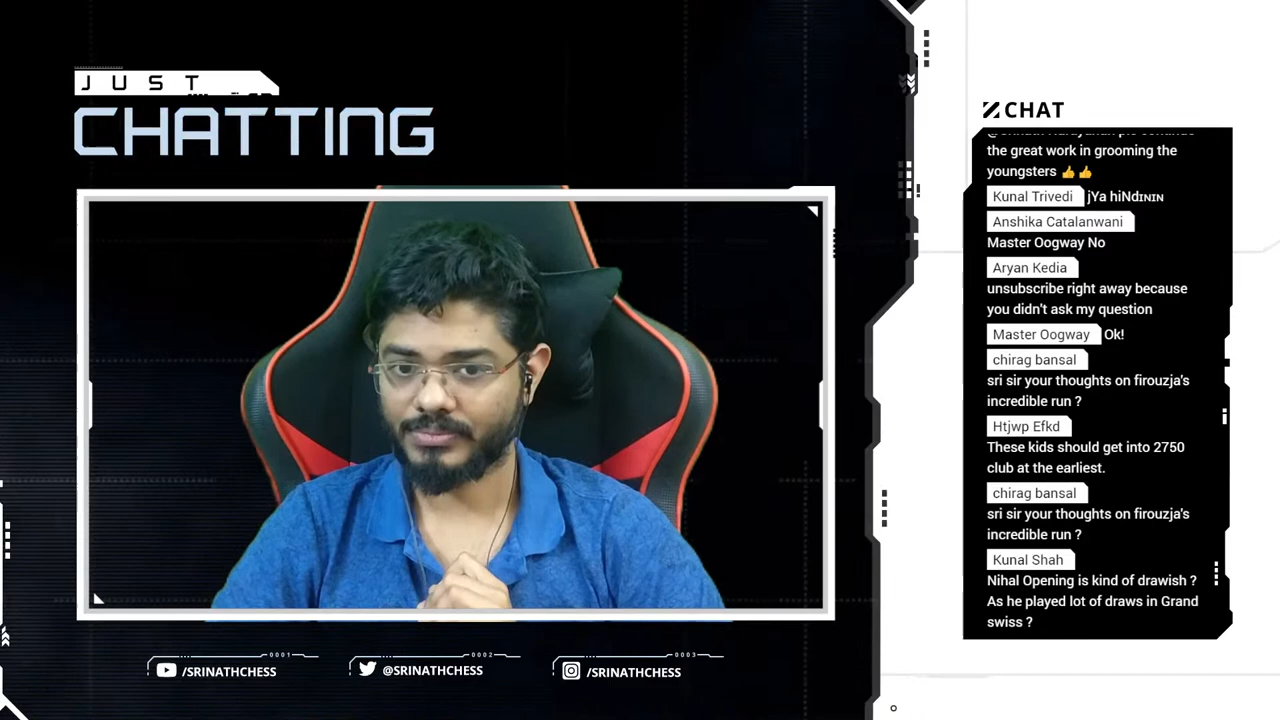 JUST
CHATTING
CHAT
the great work in grooming the
youngsters 👍👍
Kunal Trivedi jYa hiNdɪɴɪɴ
Anshika Catalanwani
Master Oogway No
Aryan Kedia
unsubscribe right away because
you didn't ask my question
Master Oogway Ok!
chirag bansal
sri sir your thoughts on firouzja's
incredible run ?
Htjwp Efkd
These kids should get into 2750
club at the earliest.
chirag bansal
sri sir your thoughts on firouzja's
incredible run ?
Kunal Shah
Nihal Opening is kind of drawish ?
As he played lot of draws in Grand
swiss ?
0001
/SRINATHCHESS
0002
@SRINATHCHESS
0003
/SRINATHCHESS